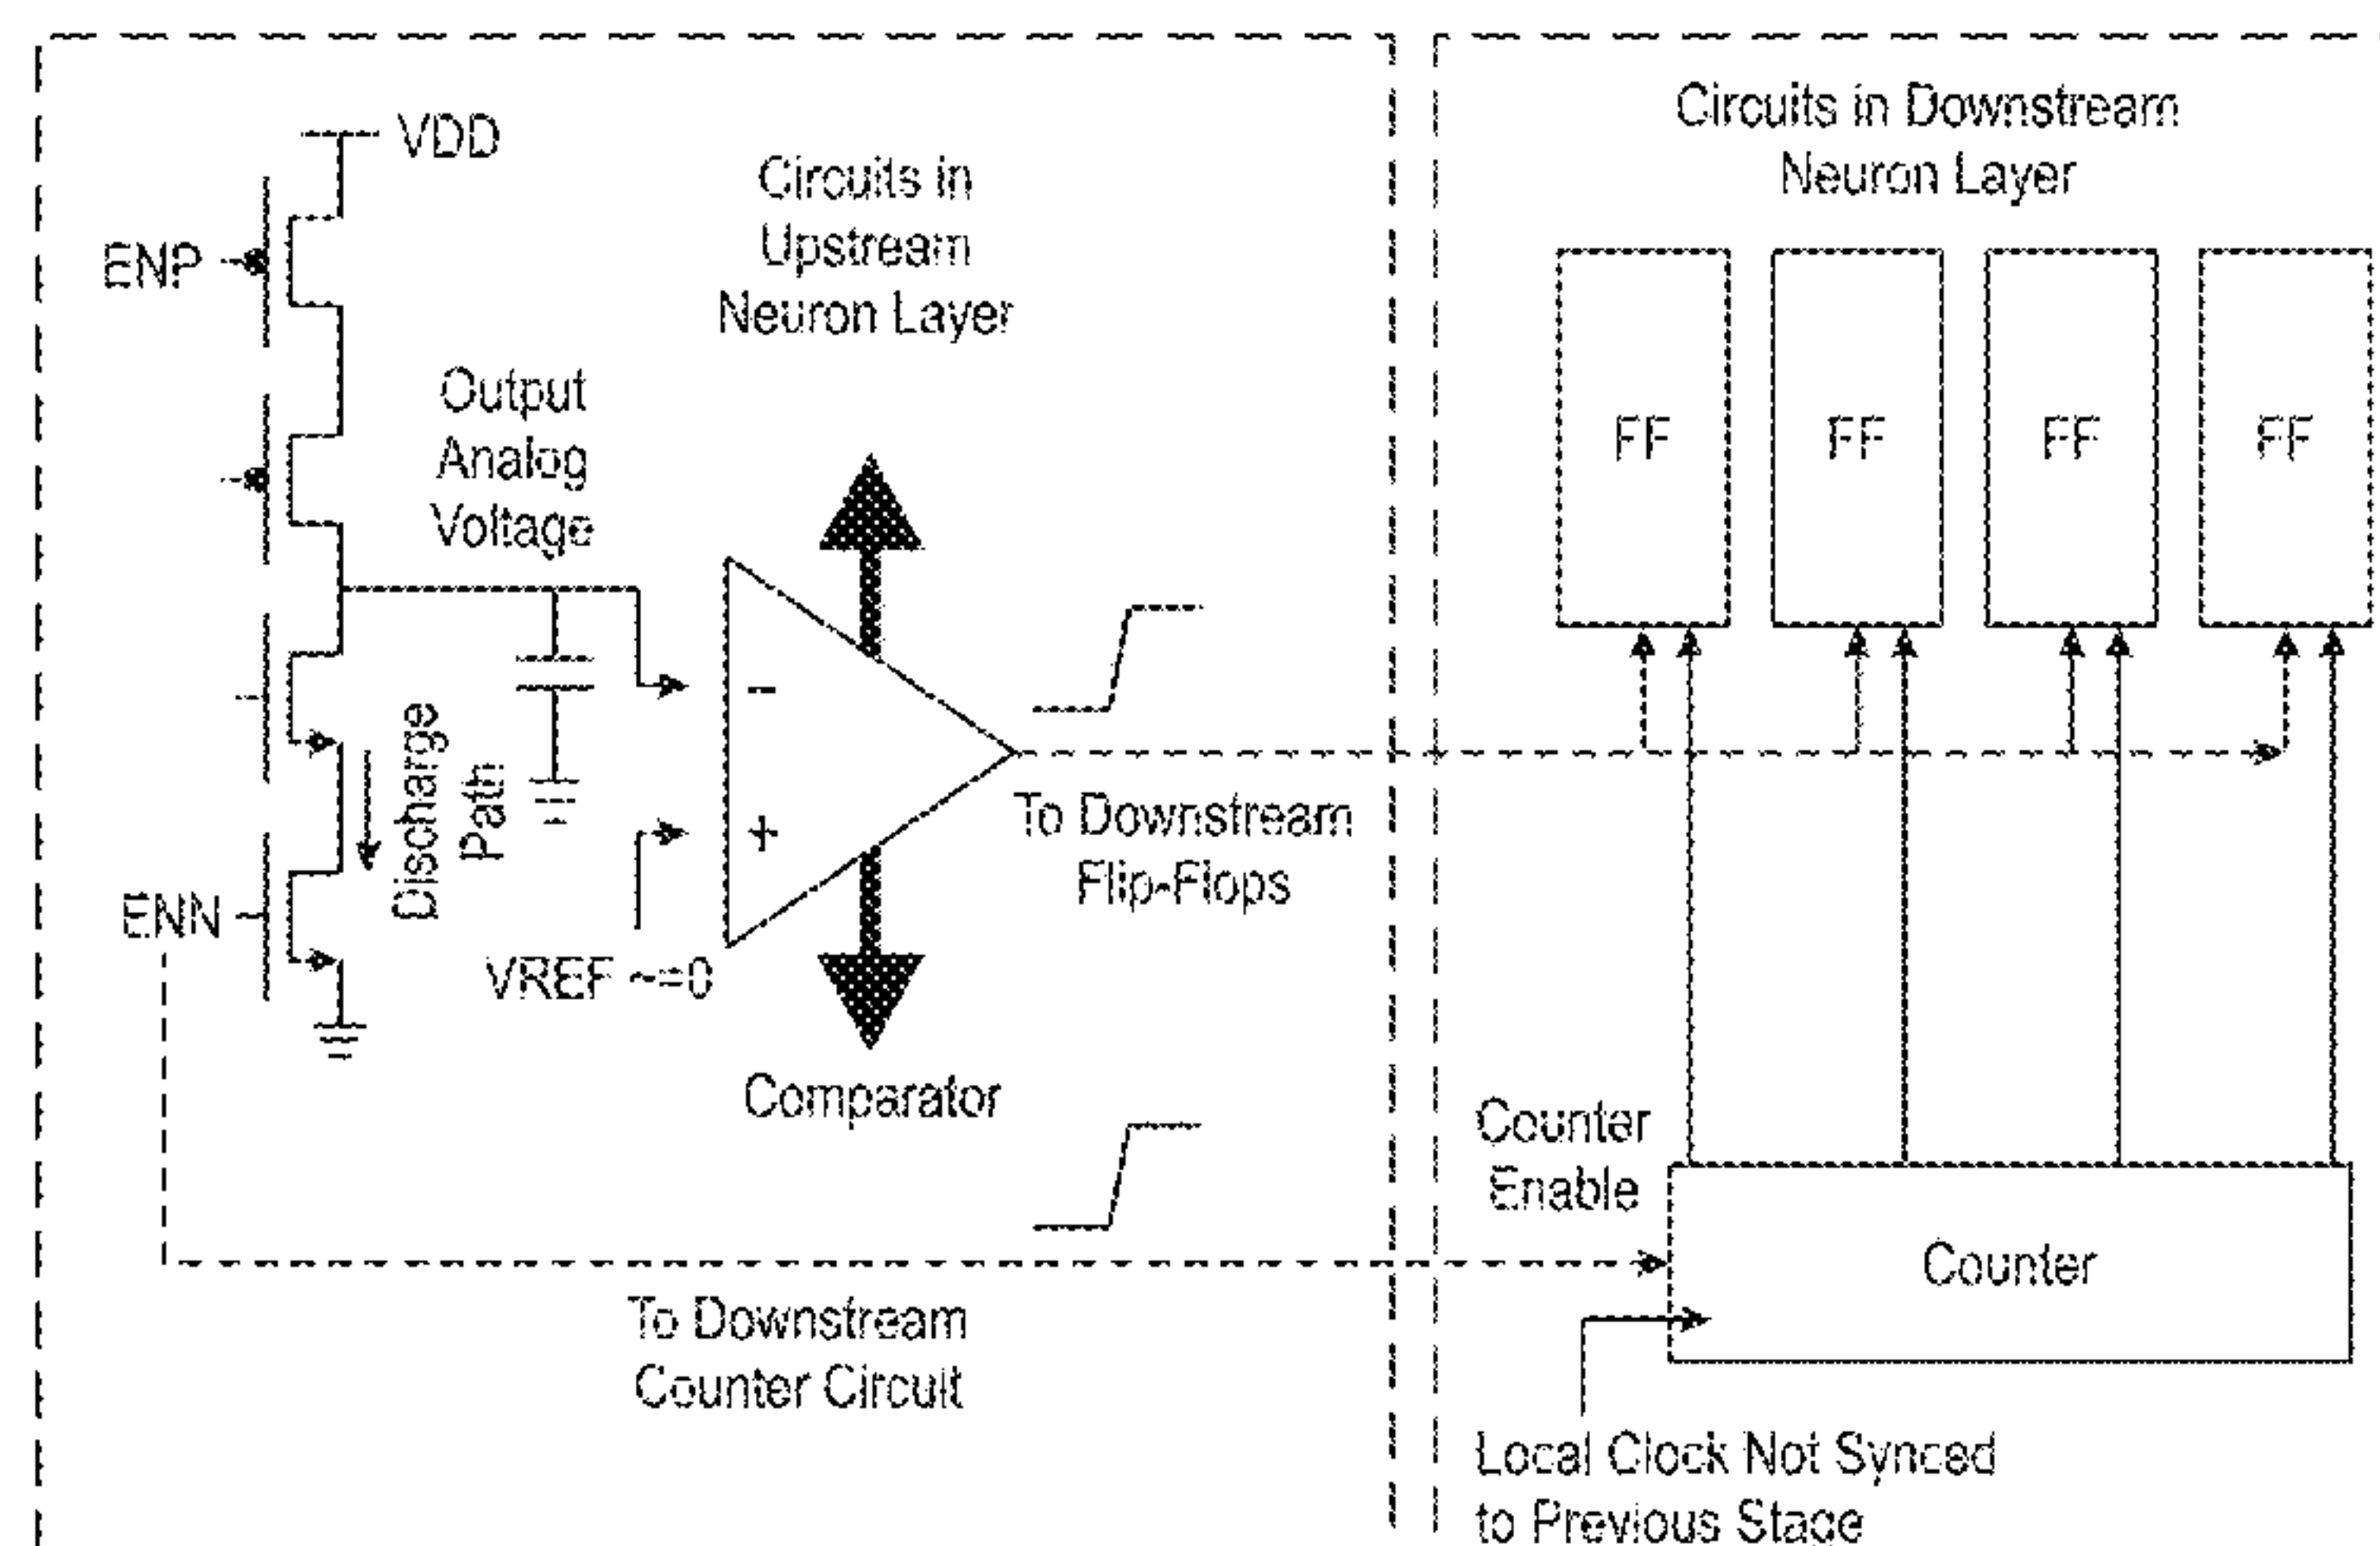 VDD
ENP
Circuits in
Upstream
Neuron Layer
Output
Analog
Voltage
-
+
Discharge
Path
ENN
VREF ~=0
Comparator
To Downstream
Flip-Flops
To Downstream
Counter Circuit
Circuits in Downstream
Neuron Layer
FF
FF
FF
FF
Counter
Enable
Counter
Local Clock Not Synced
to Previous Stage